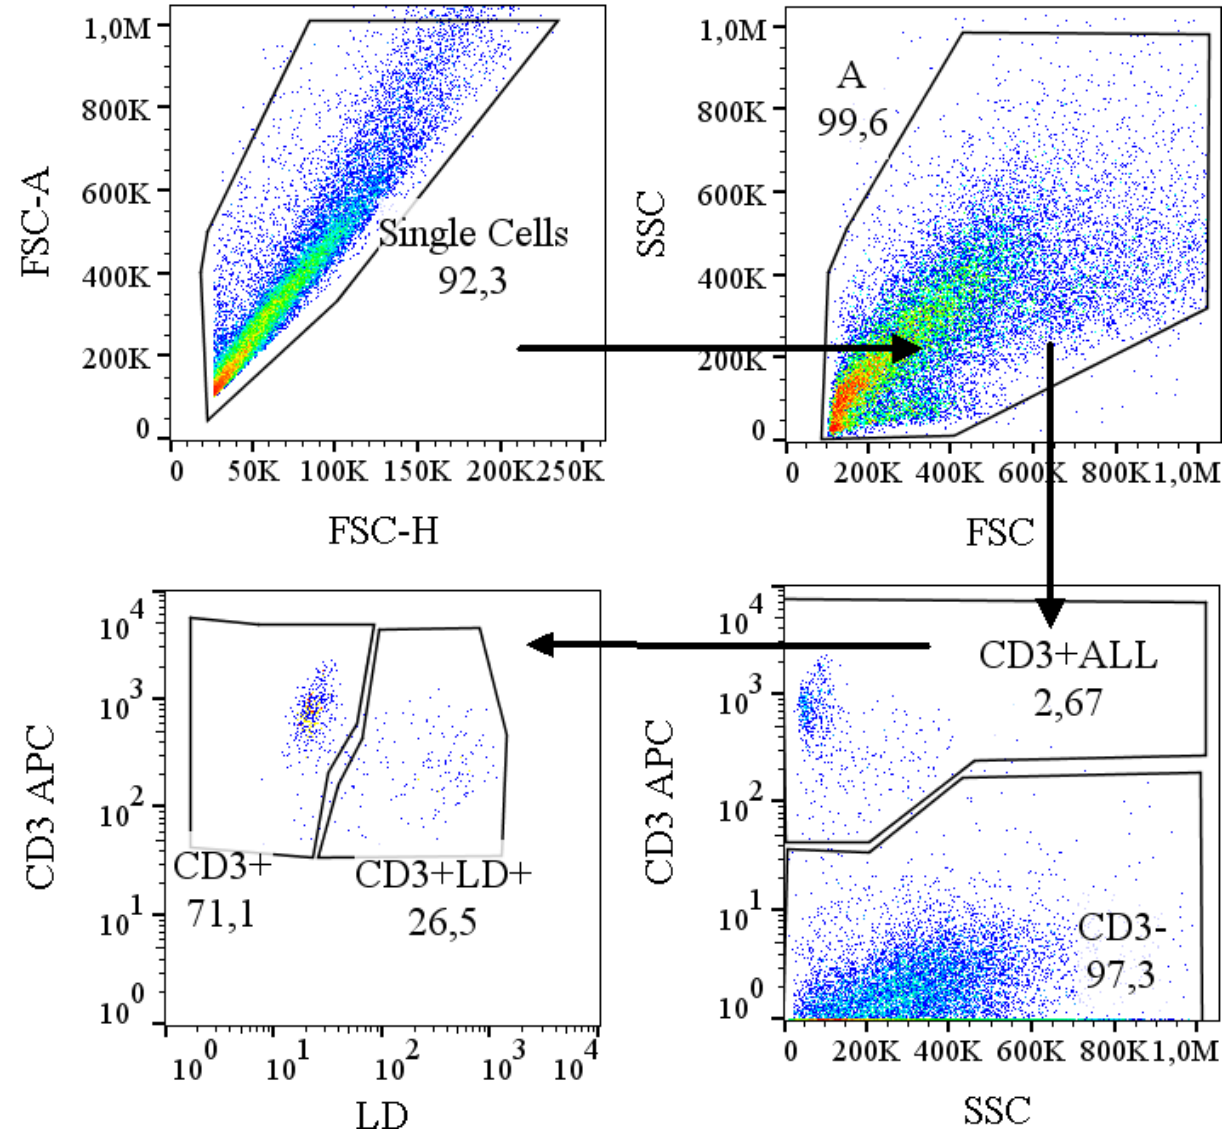 FSC-A
1,0M
800K
600K
400K
200K
0
Single Cells
92,3
0 50K 100K 150K 200K 250K
FSC-H
SSC
1,0M
800K
600K
400K
200K
0
A
99,6
0 200K 400K 600K 800K 1,0M
FSC
CD3 APC
10^4
10^3
10^2
10^1
10^0
CD3+
71,1
CD3+LD+
26,5
10^0 10^1 10^2 10^3 10^4
LD
CD3 APC
10^4
10^3
10^2
10^1
10^0
CD3+ALL
2,67
CD3-
97,3
0 200K 400K 600K 800K 1,0M
SSC